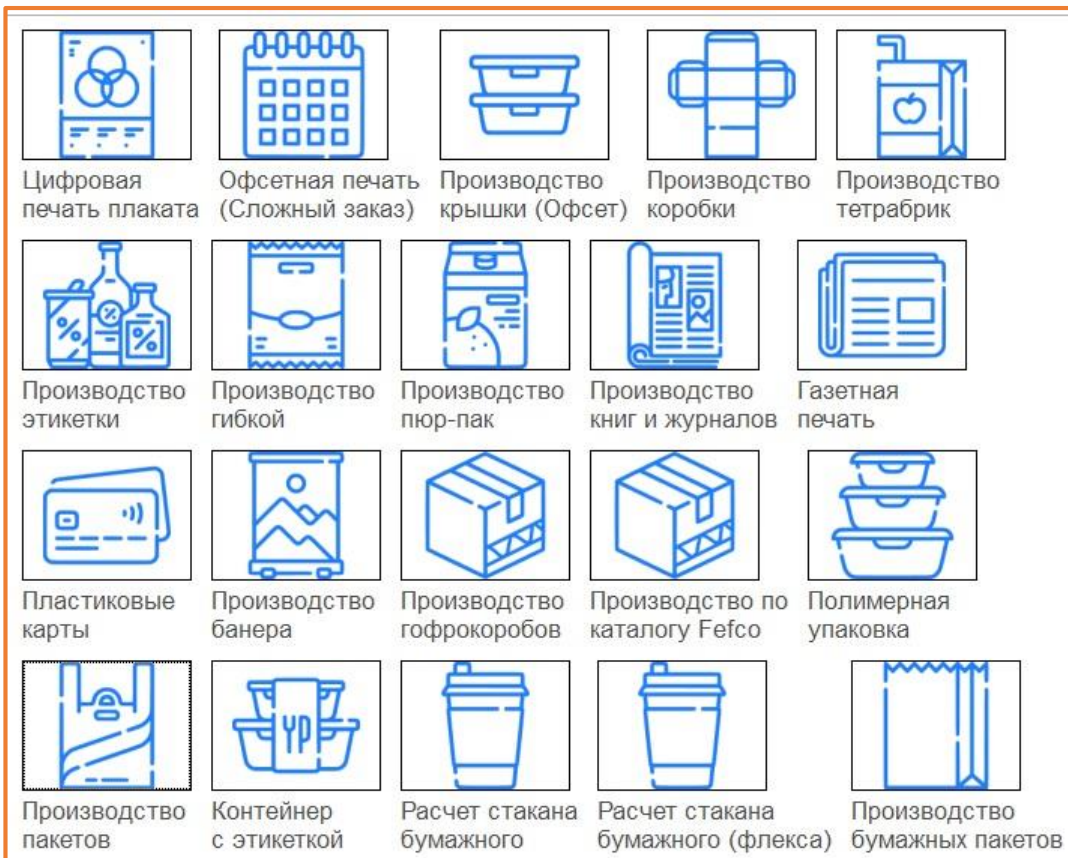 Цифровая
печать плаката
Офсетная печать
(Сложный заказ)
Производство
крышки (Офсет)
Производство
коробки
Производство
тетрабрик
Производство
этикетки
Производство
гибкой
Производство
пюр-пак
Производство
книг и журналов
Газетная
печать
Пластиковые
карты
Производство
банера
Производство
гофрокоробов
Производство по
каталогу Fefco
Полимерная
упаковка
Производство
пакетов
Контейнер
с этикеткой
Расчет стакана
бумажного
Расчет стакана
бумажного (флекса)
Производство
бумажных пакетов